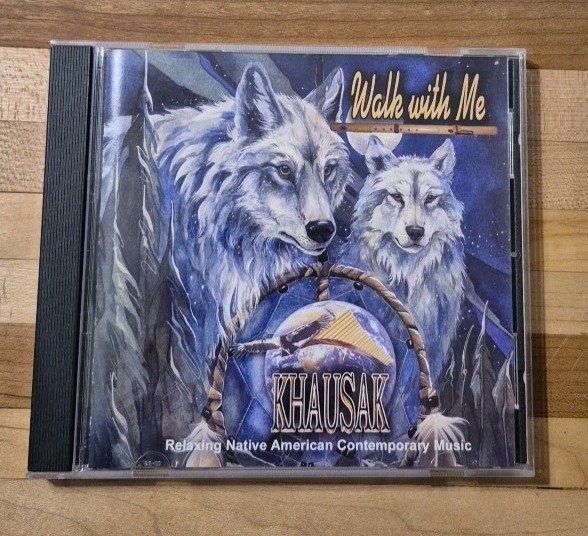 Walk with Me
KHAUSAK
Relaxing Native American Contemporary Music